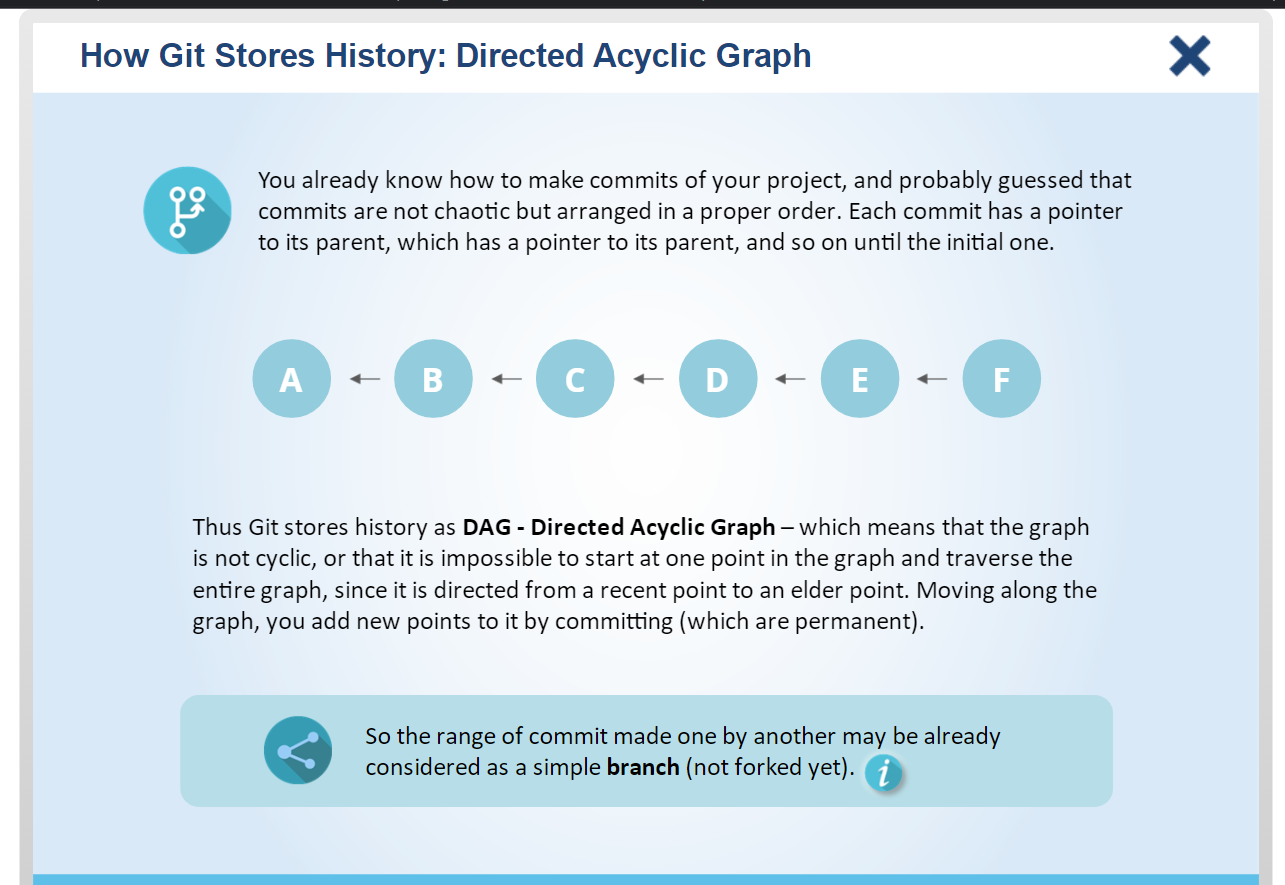 How Git Stores History: Directed Acyclic Graph
You already know how to make commits of your project, and probably guessed that
commits are not chaotic but arranged in a proper order. Each commit has a pointer
to its parent, which has a pointer to its parent, and so on until the initial one.
A B C D E F
Thus Git stores history as DAG - Directed Acyclic Graph – which means that the graph
is not cyclic, or that it is impossible to start at one point in the graph and traverse the
entire graph, since it is directed from a recent point to an elder point. Moving along the
graph, you add new points to it by committing (which are permanent).
So the range of commit made one by another may be already
considered as a simple branch (not forked yet). i